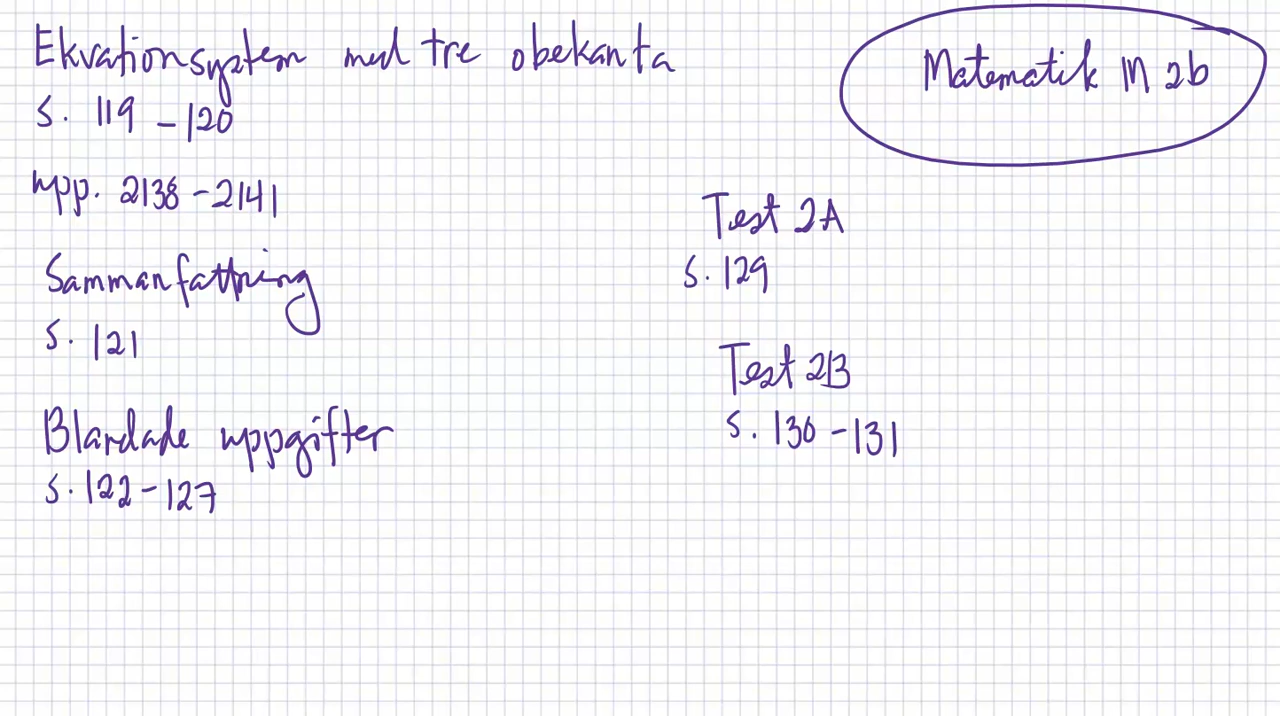 Ekvationsystem med tre obekanta
s. 119 - 120
upp. 2138 - 2141
Sammanfattning
s. 121
Blandade uppgifter
s. 122 - 127
Matematik M 2b
Test 2A
s. 129
Test 2B
s. 130 - 131